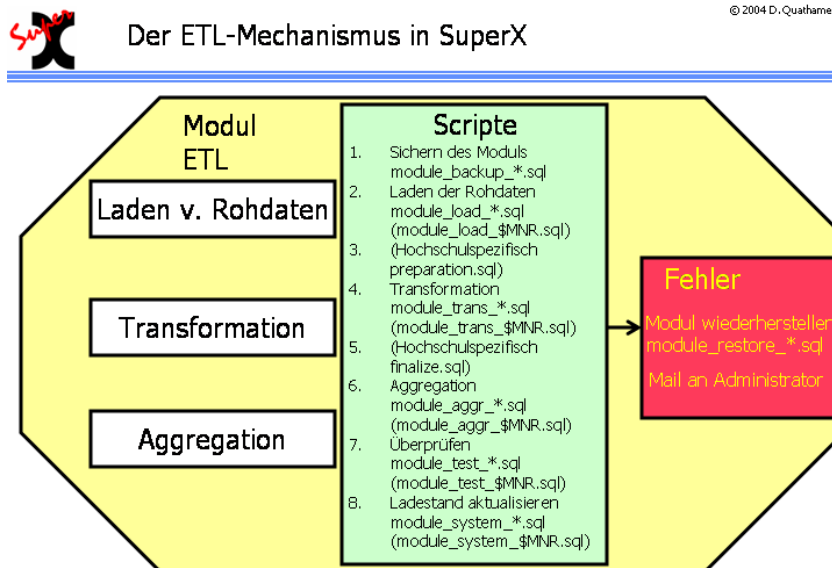 © 2004 D.Quathame
Super
X
Der ETL-Mechanismus in SuperX
Modul
ETL
Laden v. Rohdaten
Transformation
Aggregation
Scripte
1. Sichern des Moduls
module_backup_*.sql
2. Laden der Rohdaten
module_load_*.sql
(module_load_$MNR.sql)
3. (Hochschulspezifisch
preparation.sql)
4. Transformation
module_trans_*.sql
(module_trans_$MNR.sql)
5. (Hochschulspezifisch
finalize.sql)
6. Aggregation
module_aggr_*.sql
(module_aggr_$MNR.sql)
7. Überprüfen
module_test_*.sql
(module_test_$MNR.sql)
8. Ladestand aktualisieren
module_system_*.sql
(module_system_$MNR.sql)
Fehler
Modul wiederherstellen
module_restore_*.sql
Mail an Administrator